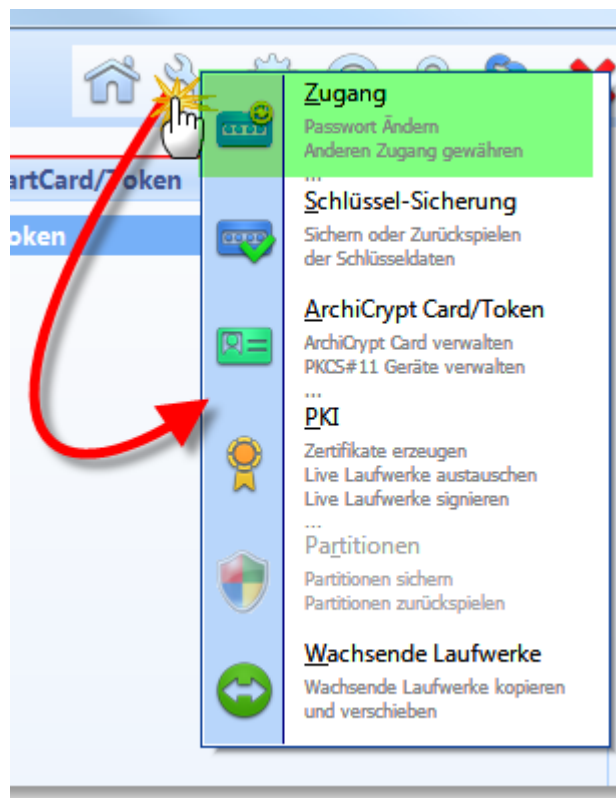 Zugang
Passwort Ändern
Anderen Zugang gewähren
...
artCard/Token
Schlüssel-Sicherung
oken
Sichern oder Zurückspielen
der Schlüsseldaten
ArchiCrypt Card/Token
ArchiCrypt Card verwalten
PKCS#11 Geräte verwalten
...
PKI
Zertifikate erzeugen
Live Laufwerke austauschen
Live Laufwerke signieren
...
Partitionen
Partitionen sichern
Partitionen zurückspielen
Wachsende Laufwerke
Wachsende Laufwerke kopieren
und verschieben